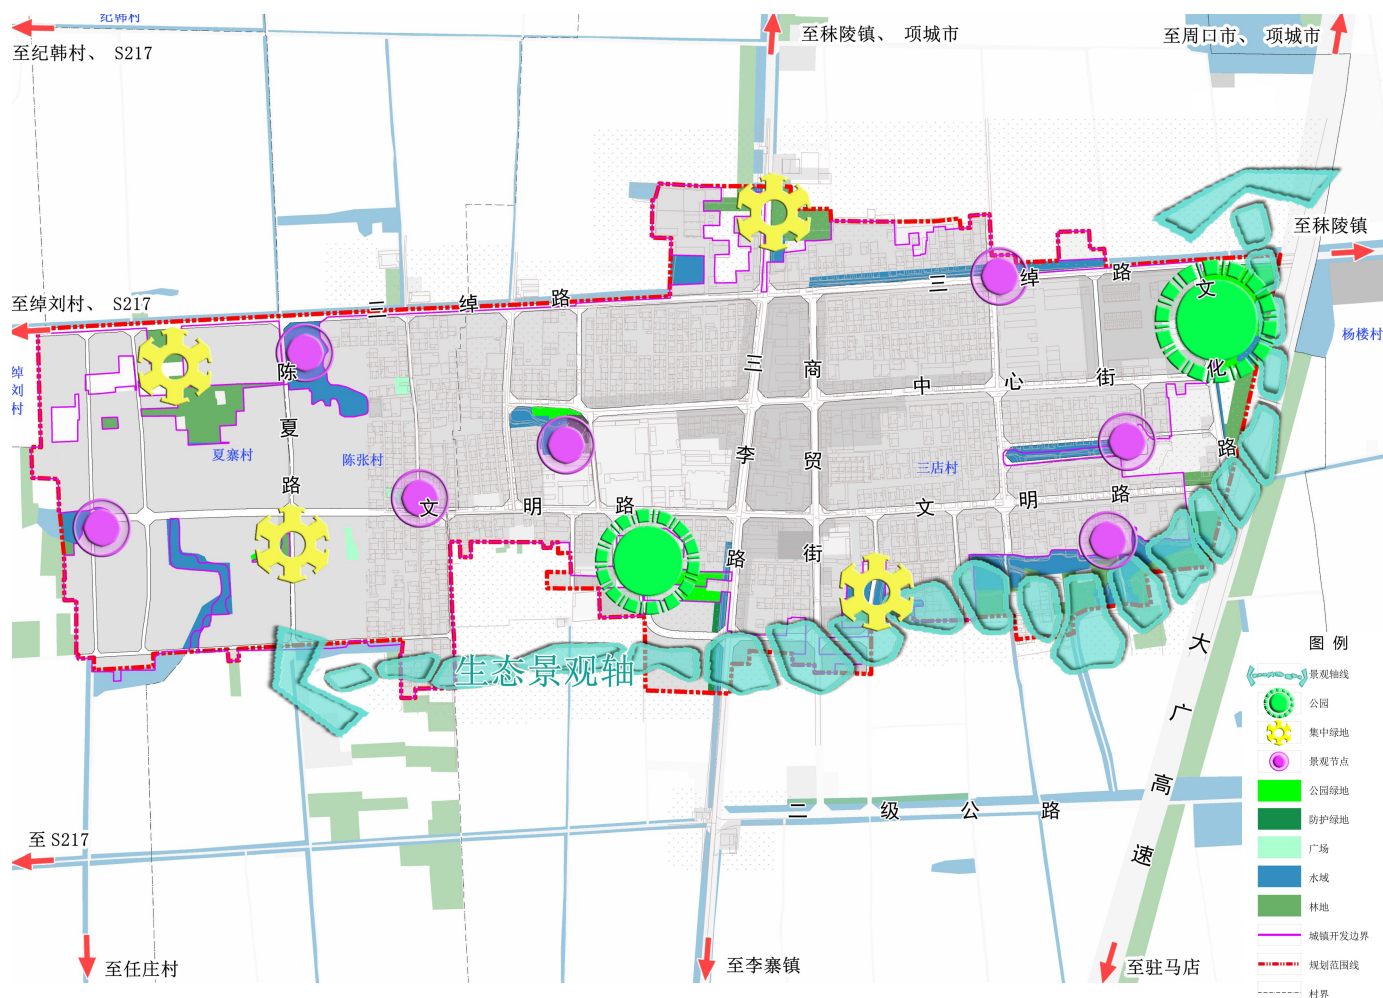 纪韩村
至纪韩村、 S217
至秣陵镇、 项城市
至周口市、 项城市
至秣陵镇
至绰刘村、 S217
三绰路
三绰路
文化路
杨楼村
绰刘村
陈夏路
三李路
商贸街
中心街
夏寨村
陈张村
三店村
文明路
文明路
生态景观轴
大广高速
二级公路
至 S217
至任庄村
至李寨镇
至驻马店
图 例
景观轴线
公园
集中绿地
景观节点
公园绿地
防护绿地
广场
水域
林地
城镇开发边界
规划范围线
村界